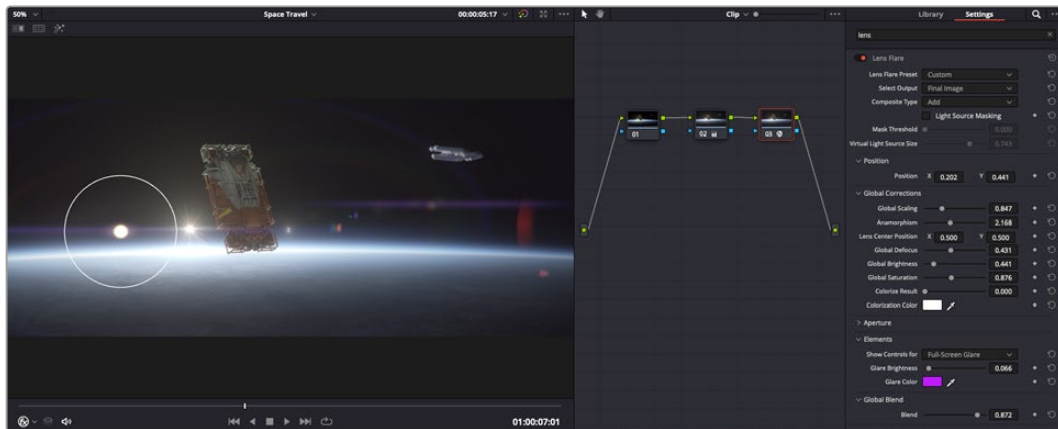 50%
Space Travel
00:00:05:17
Clip
Library
Settings
lens
Lens Flare
Lens Flare Preset
Custom
Select Output
Final Image
Composite Type
Add
Light Source Masking
Mask Threshold
0.000
Virtual Light Source Size
0.743
Position
Position X 0.202 Y 0.441
Global Corrections
Global Scaling 0.847
Anamorphism 2.168
Lens Center Position X 0.500 Y 0.500
Global Defocus 0.431
Global Brightness 0.441
Global Saturation 0.876
Colorize Result 0.000
Colorization Color
Aperture
Elements
Show Controls for Full-Screen Glare
Glare Brightness 0.066
Glare Color
Global Blend
Blend 0.872
01
02
03
01:00:07:01